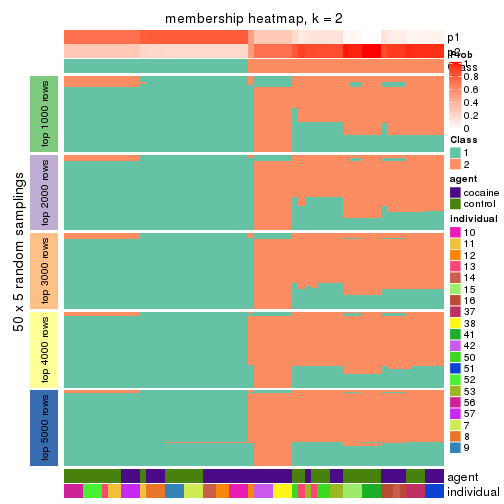 membership heatmap, k = 2
p1
p2
Prob
Class
1
0.8
0.6
0.4
0.2
0
Class
1
2
agent
cocaine
control
individual
10
11
12
13
14
15
16
37
38
41
42
50
51
52
53
56
57
7
8
9
50 x 5 random samplings
top 1000 rows
top 2000 rows
top 3000 rows
top 4000 rows
top 5000 rows
agent
individual